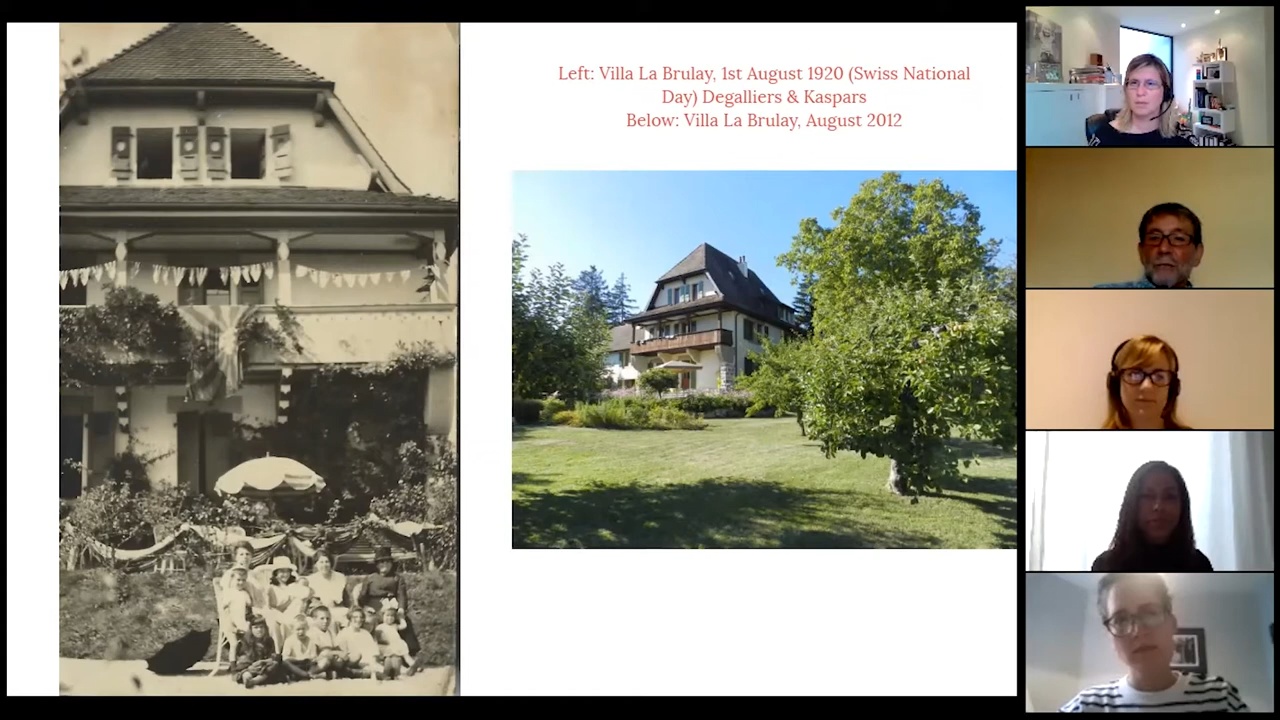 Left: Villa La Brulay, 1st August 1920 (Swiss National
Day) Degalliers & Kaspars
Below: Villa La Brulay, August 2012